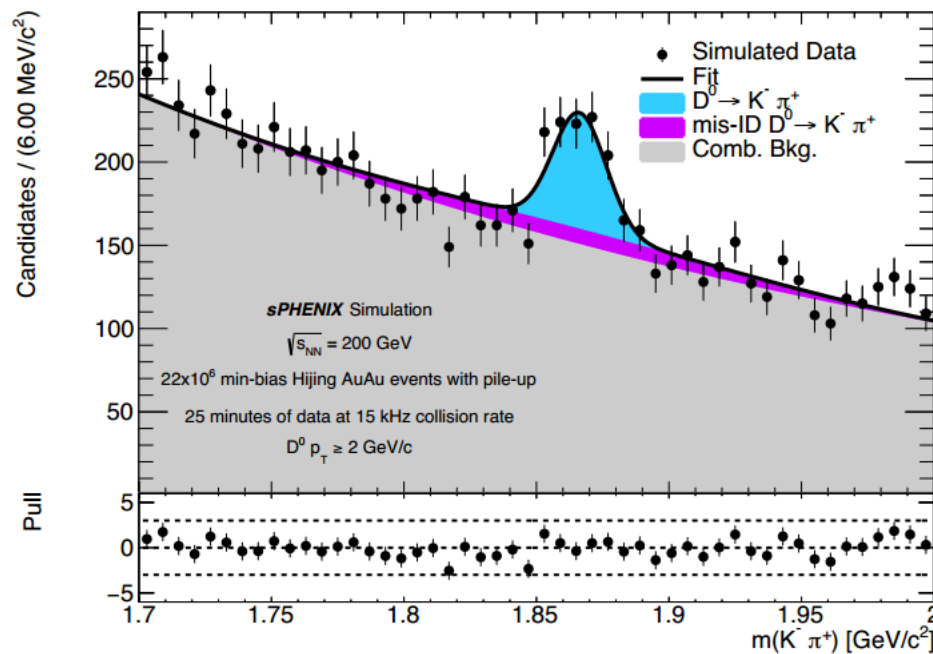 Candidates / (6.00 MeV/c²)
250
200
150
100
50
Simulated Data
Fit
D⁰→ K⁻ π⁺
mis-ID D⁰→ K⁻ π⁺
Comb. Bkg.
sPHENIX Simulation
√s_NN = 200 GeV
22x10⁶ min-bias Hijing AuAu events with pile-up
25 minutes of data at 15 kHz collision rate
D⁰ p_T ≥ 2 GeV/c
Pull
5
0
−5
1.7 1.75 1.8 1.85 1.9 1.95 2
m(K⁻ π⁺) [GeV/c²]